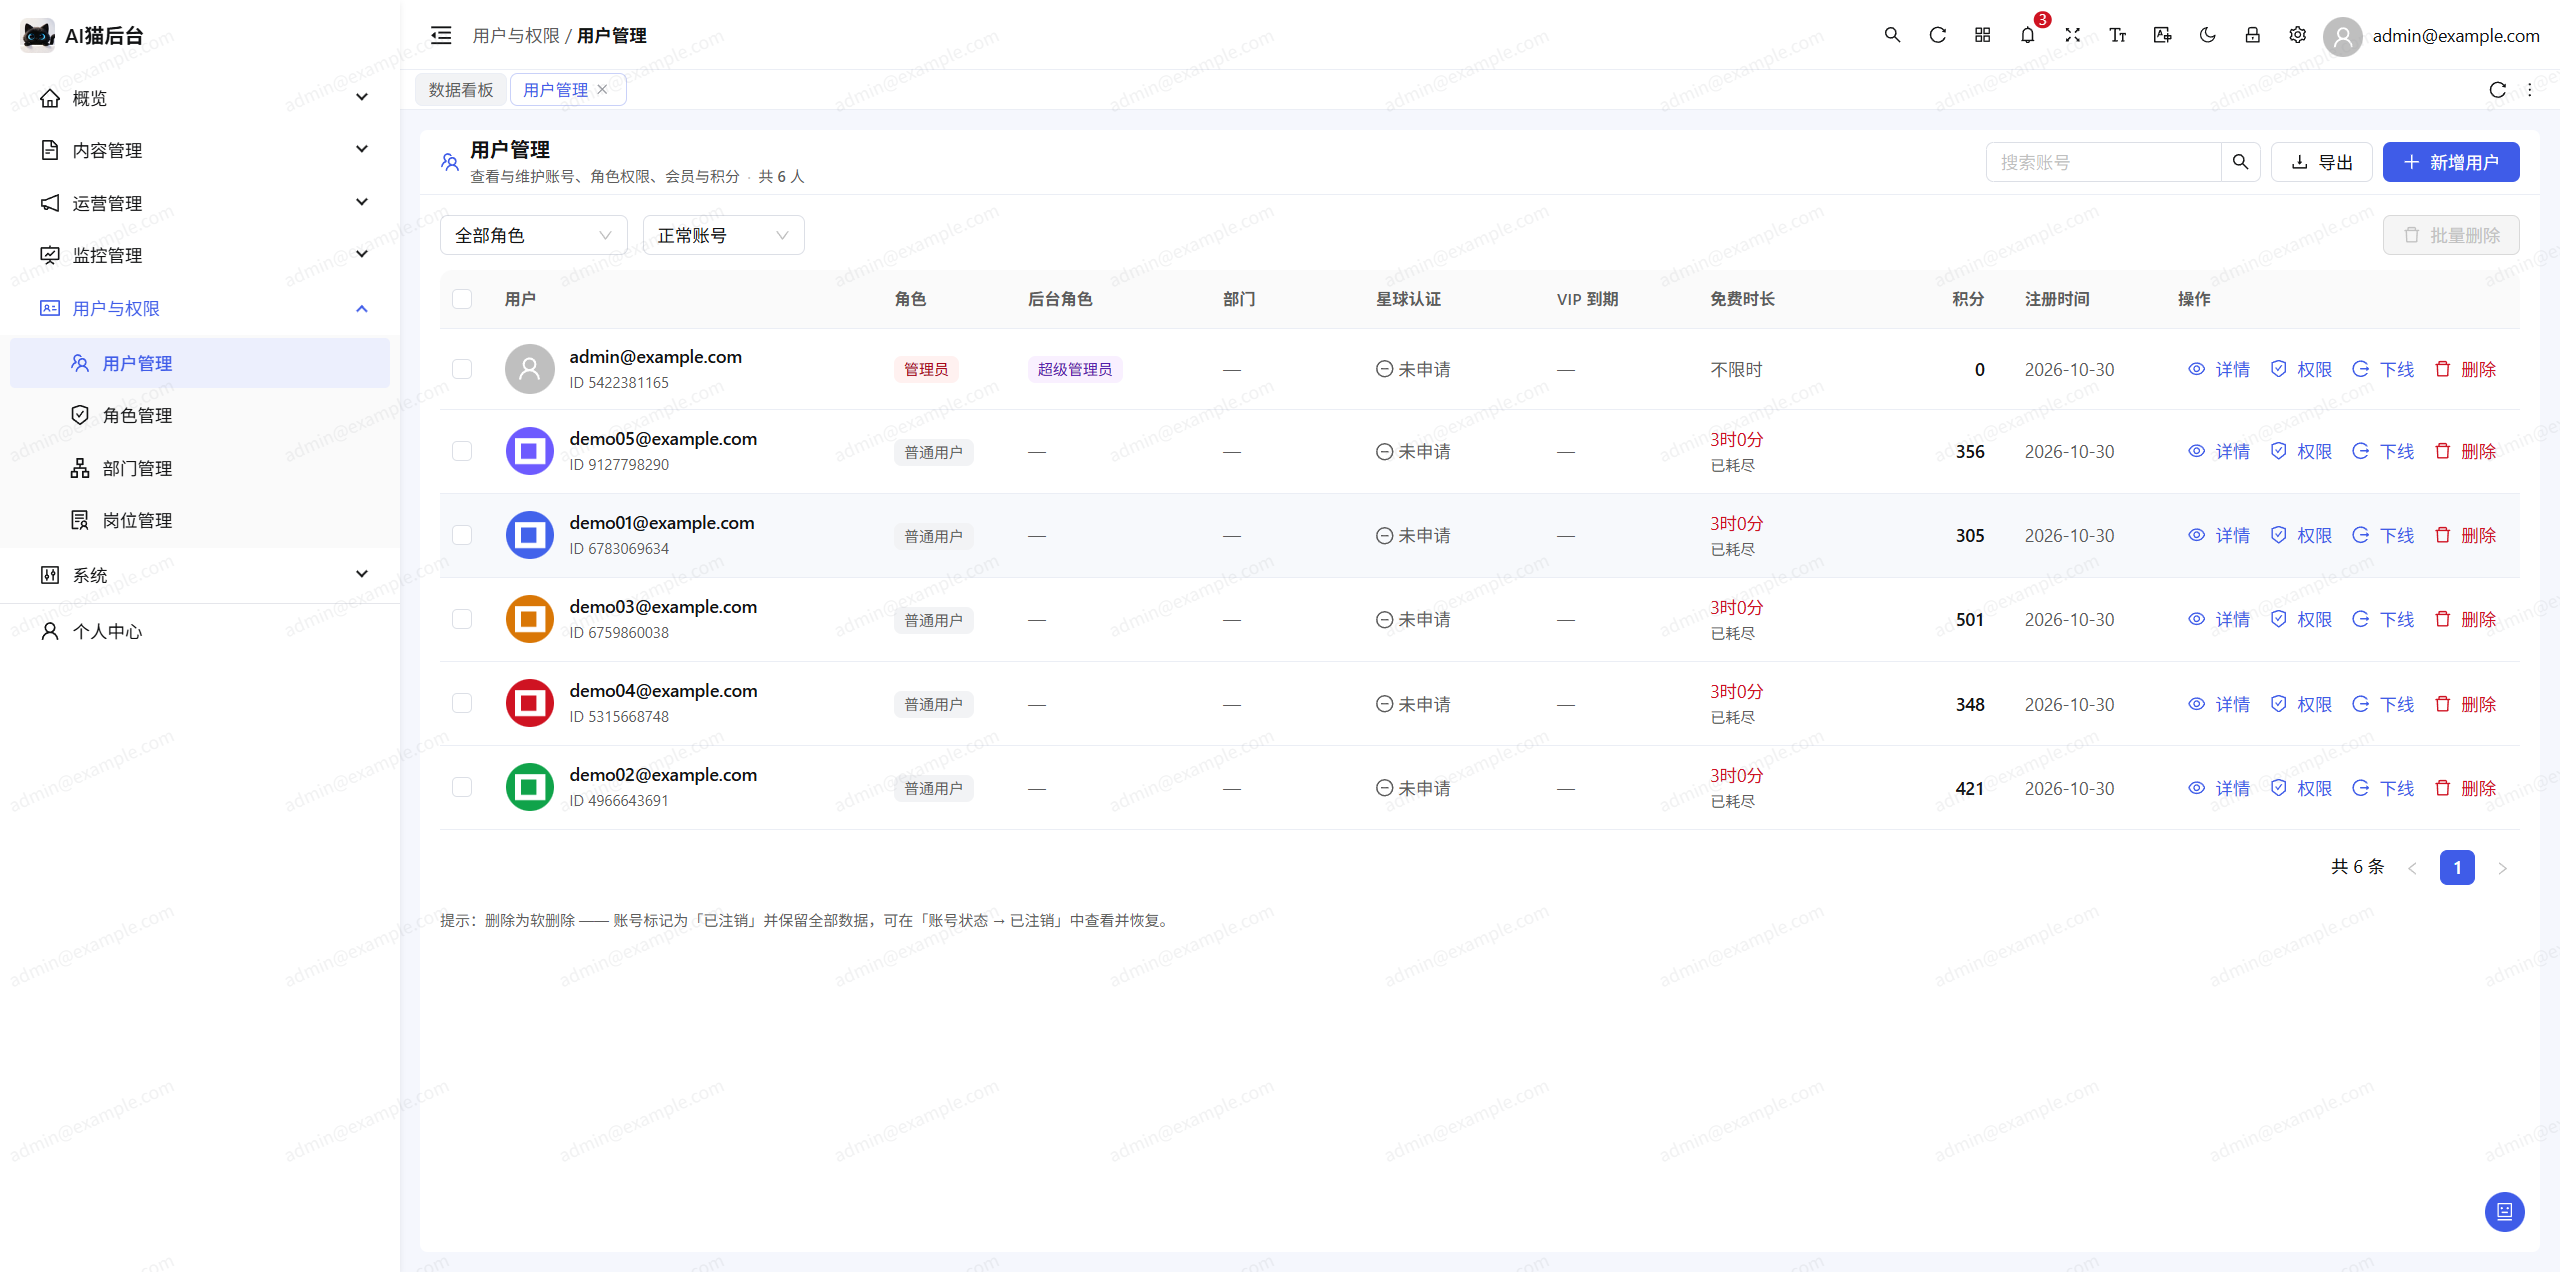 AI猫后台
用户与权限 / 用户管理
3
admin@example.com
数据看板
用户管理
概览
内容管理
运营管理
监控管理
用户与权限
用户管理
角色管理
部门管理
岗位管理
系统
个人中心
用户管理
查看与维护账号、角色权限、会员与积分 · 共 6 人
搜索账号
导出
新增用户
全部角色
正常账号
批量删除
用户 角色 后台角色 部门 星球认证 VIP 到期 免费时长 积分 注册时间 操作
admin@example.com
ID 5422381165
管理员 超级管理员 — 未申请 — 不限时 0 2026-10-30 详情 权限 下线 删除
demo05@example.com
ID 9127798290
普通用户 — — 未申请 — 3时0分 356 2026-10-30 详情 权限 下线 删除
已耗尽
demo01@example.com
ID 6783069634
普通用户 — — 未申请 — 3时0分 305 2026-10-30 详情 权限 下线 删除
已耗尽
demo03@example.com
ID 6759860038
普通用户 — — 未申请 — 3时0分 501 2026-10-30 详情 权限 下线 删除
已耗尽
demo04@example.com
ID 5315668748
普通用户 — — 未申请 — 3时0分 348 2026-10-30 详情 权限 下线 删除
已耗尽
demo02@example.com
ID 4966643691
普通用户 — — 未申请 — 3时0分 421 2026-10-30 详情 权限 下线 删除
已耗尽
共 6 条
1
提示：删除为软删除 —— 账号标记为「已注销」并保留全部数据，可在「账号状态 → 已注销」中查看并恢复。